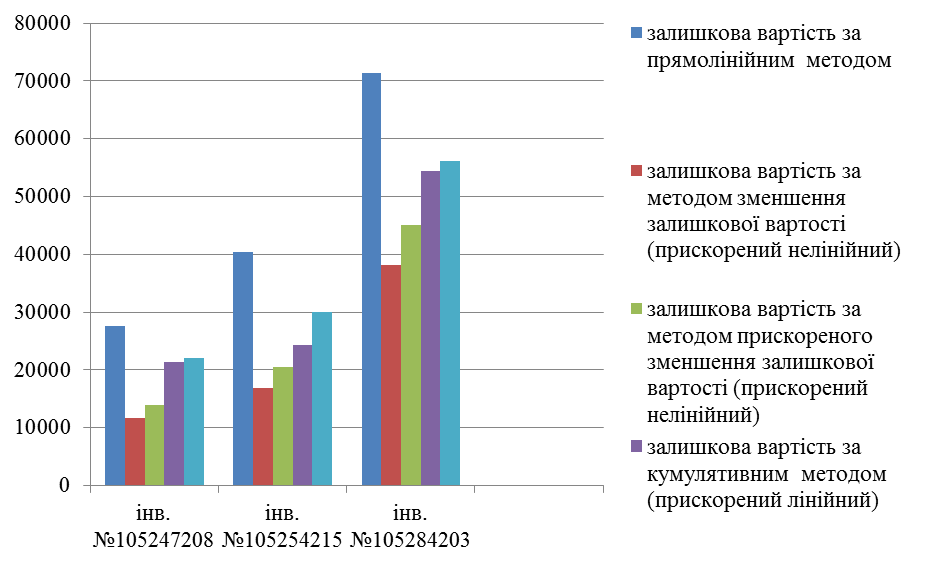 80000
70000
60000
50000
40000
30000
20000
10000
0
інв.
№105247208
інв.
№105254215
інв.
№105284203
залишкова вартість за
прямолінійним методом
залишкова вартість за
методом зменшення
залишкової вартості
(прискорений нелінійний)
залишкова вартість за
методом прискореного
зменшення залишкової
вартості (прискорений
нелінійний)
залишкова вартість за
кумулятивним методом
(прискорений лінійний)